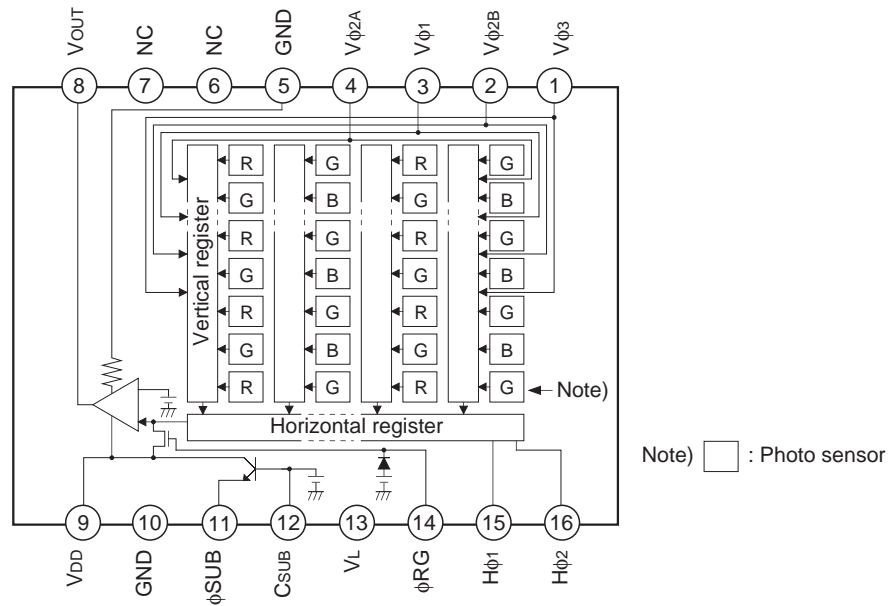 VOUT NC NC GND Vϕ2A Vϕ1 Vϕ2B Vϕ3
8 7 6 5 4 3 2 1
R G R G
G B G B
R G R G
G B G B
R G R G
G B G B
R G R G
Vertical register
Note)
Horizontal register
Note) : Photo sensor
9 10 11 12 13 14 15 16
VDD GND ϕSUB CSUB VL ϕRG Hϕ1 Hϕ2